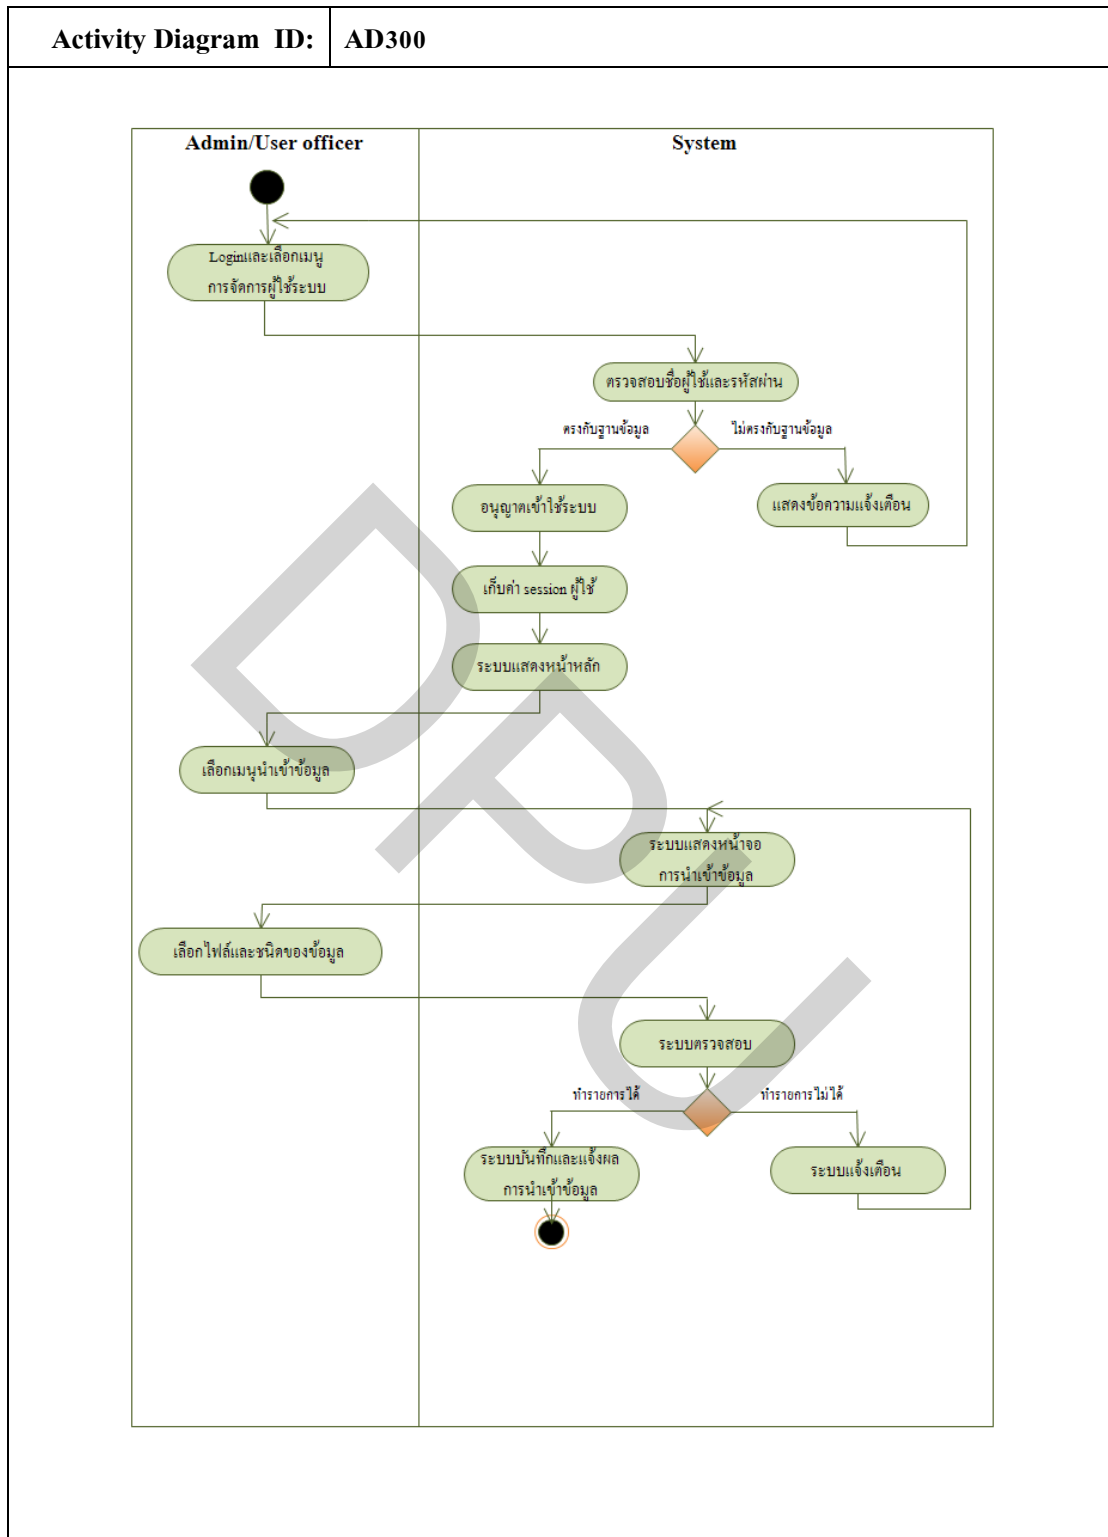 Activity Diagram ID: AD300
Admin/User officer
System
Loginและเลือกเมนู
การจัดการผู้ใช้ระบบ
ตรวจสอบชื่อผู้ใช้และรหัสผ่าน
ตรงกับฐานข้อมูล
ไม่ตรงกับฐานข้อมูล
อนุญาตเข้าใช้ระบบ
แสดงข้อความแจ้งเตือน
เก็บค่า session ผู้ใช้
ระบบแสดงหน้าหลัก
เลือกเมนุนำเข้าข้อมูล
ระบบแสดงหน้าจอ
การนำเข้าข้อมูล
เลือกไฟล์และชนิดของข้อมูล
ระบบตรวจสอบ
ทำรายการได้
ทำรายการไม่ได้
ระบบบันทึกและแจ้งผล
การนำเข้าข้อมูล
ระบบแจ้งเตือน
DPU